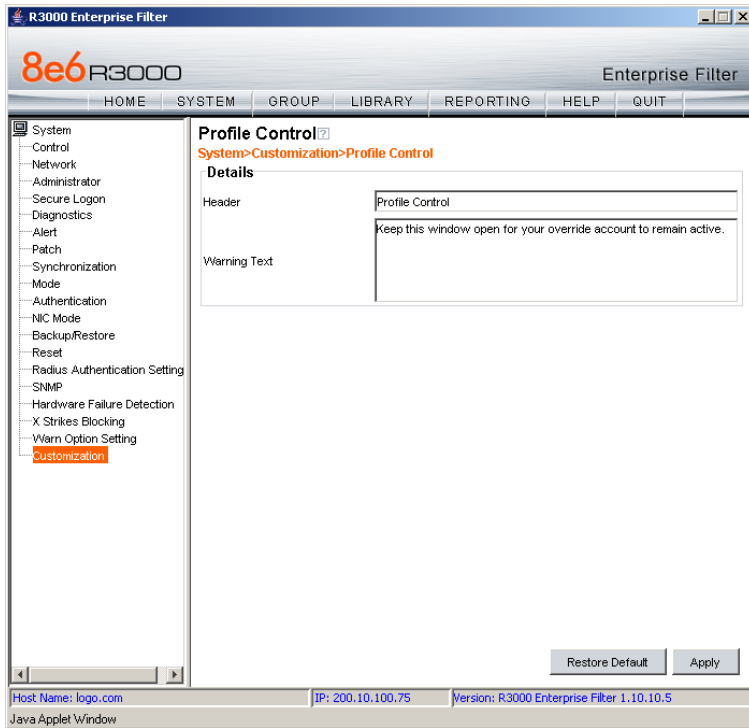 R3000 Enterprise Filter
8e6 R3000
Enterprise Filter
HOME SYSTEM GROUP LIBRARY REPORTING HELP QUIT
System
Control
Network
Administrator
Secure Logon
Diagnostics
Alert
Patch
Synchronization
Mode
Authentication
NIC Mode
Backup/Restore
Reset
Radius Authentication Setting
SNMP
Hardware Failure Detection
X Strikes Blocking
Warn Option Setting
Customization
Profile Control ?
System>Customization>Profile Control
Details
Header Profile Control
Warning Text Keep this window open for your override account to remain active.
Restore Default Apply
Host Name: logo.com IP: 200.10.100.75 Version: R3000 Enterprise Filter 1.10.10.5
Java Applet Window